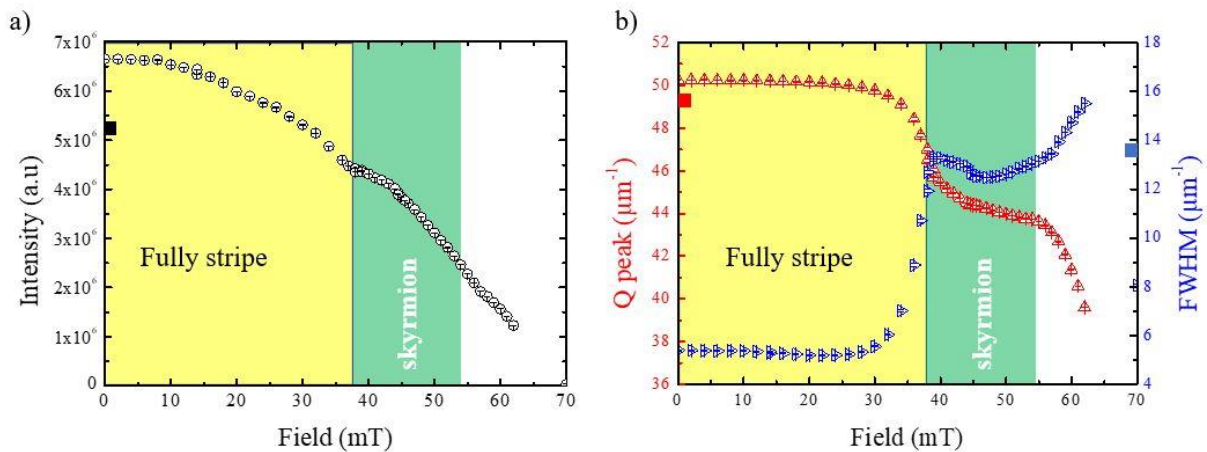 a)
7x10⁶
6x10⁶
5x10⁶
4x10⁶
3x10⁶
2x10⁶
1x10⁶
0
Intensity (a.u)
Fully stripe
skyrmion
0 10 20 30 40 50 60 70
Field (mT)
b)
52
50
48
46
44
42
40
38
36
Q peak (µm⁻¹)
Fully stripe
skyrmion
18
16
14
12
10
8
6
4
FWHM (µm⁻¹)
0 10 20 30 40 50 60 70
Field (mT)